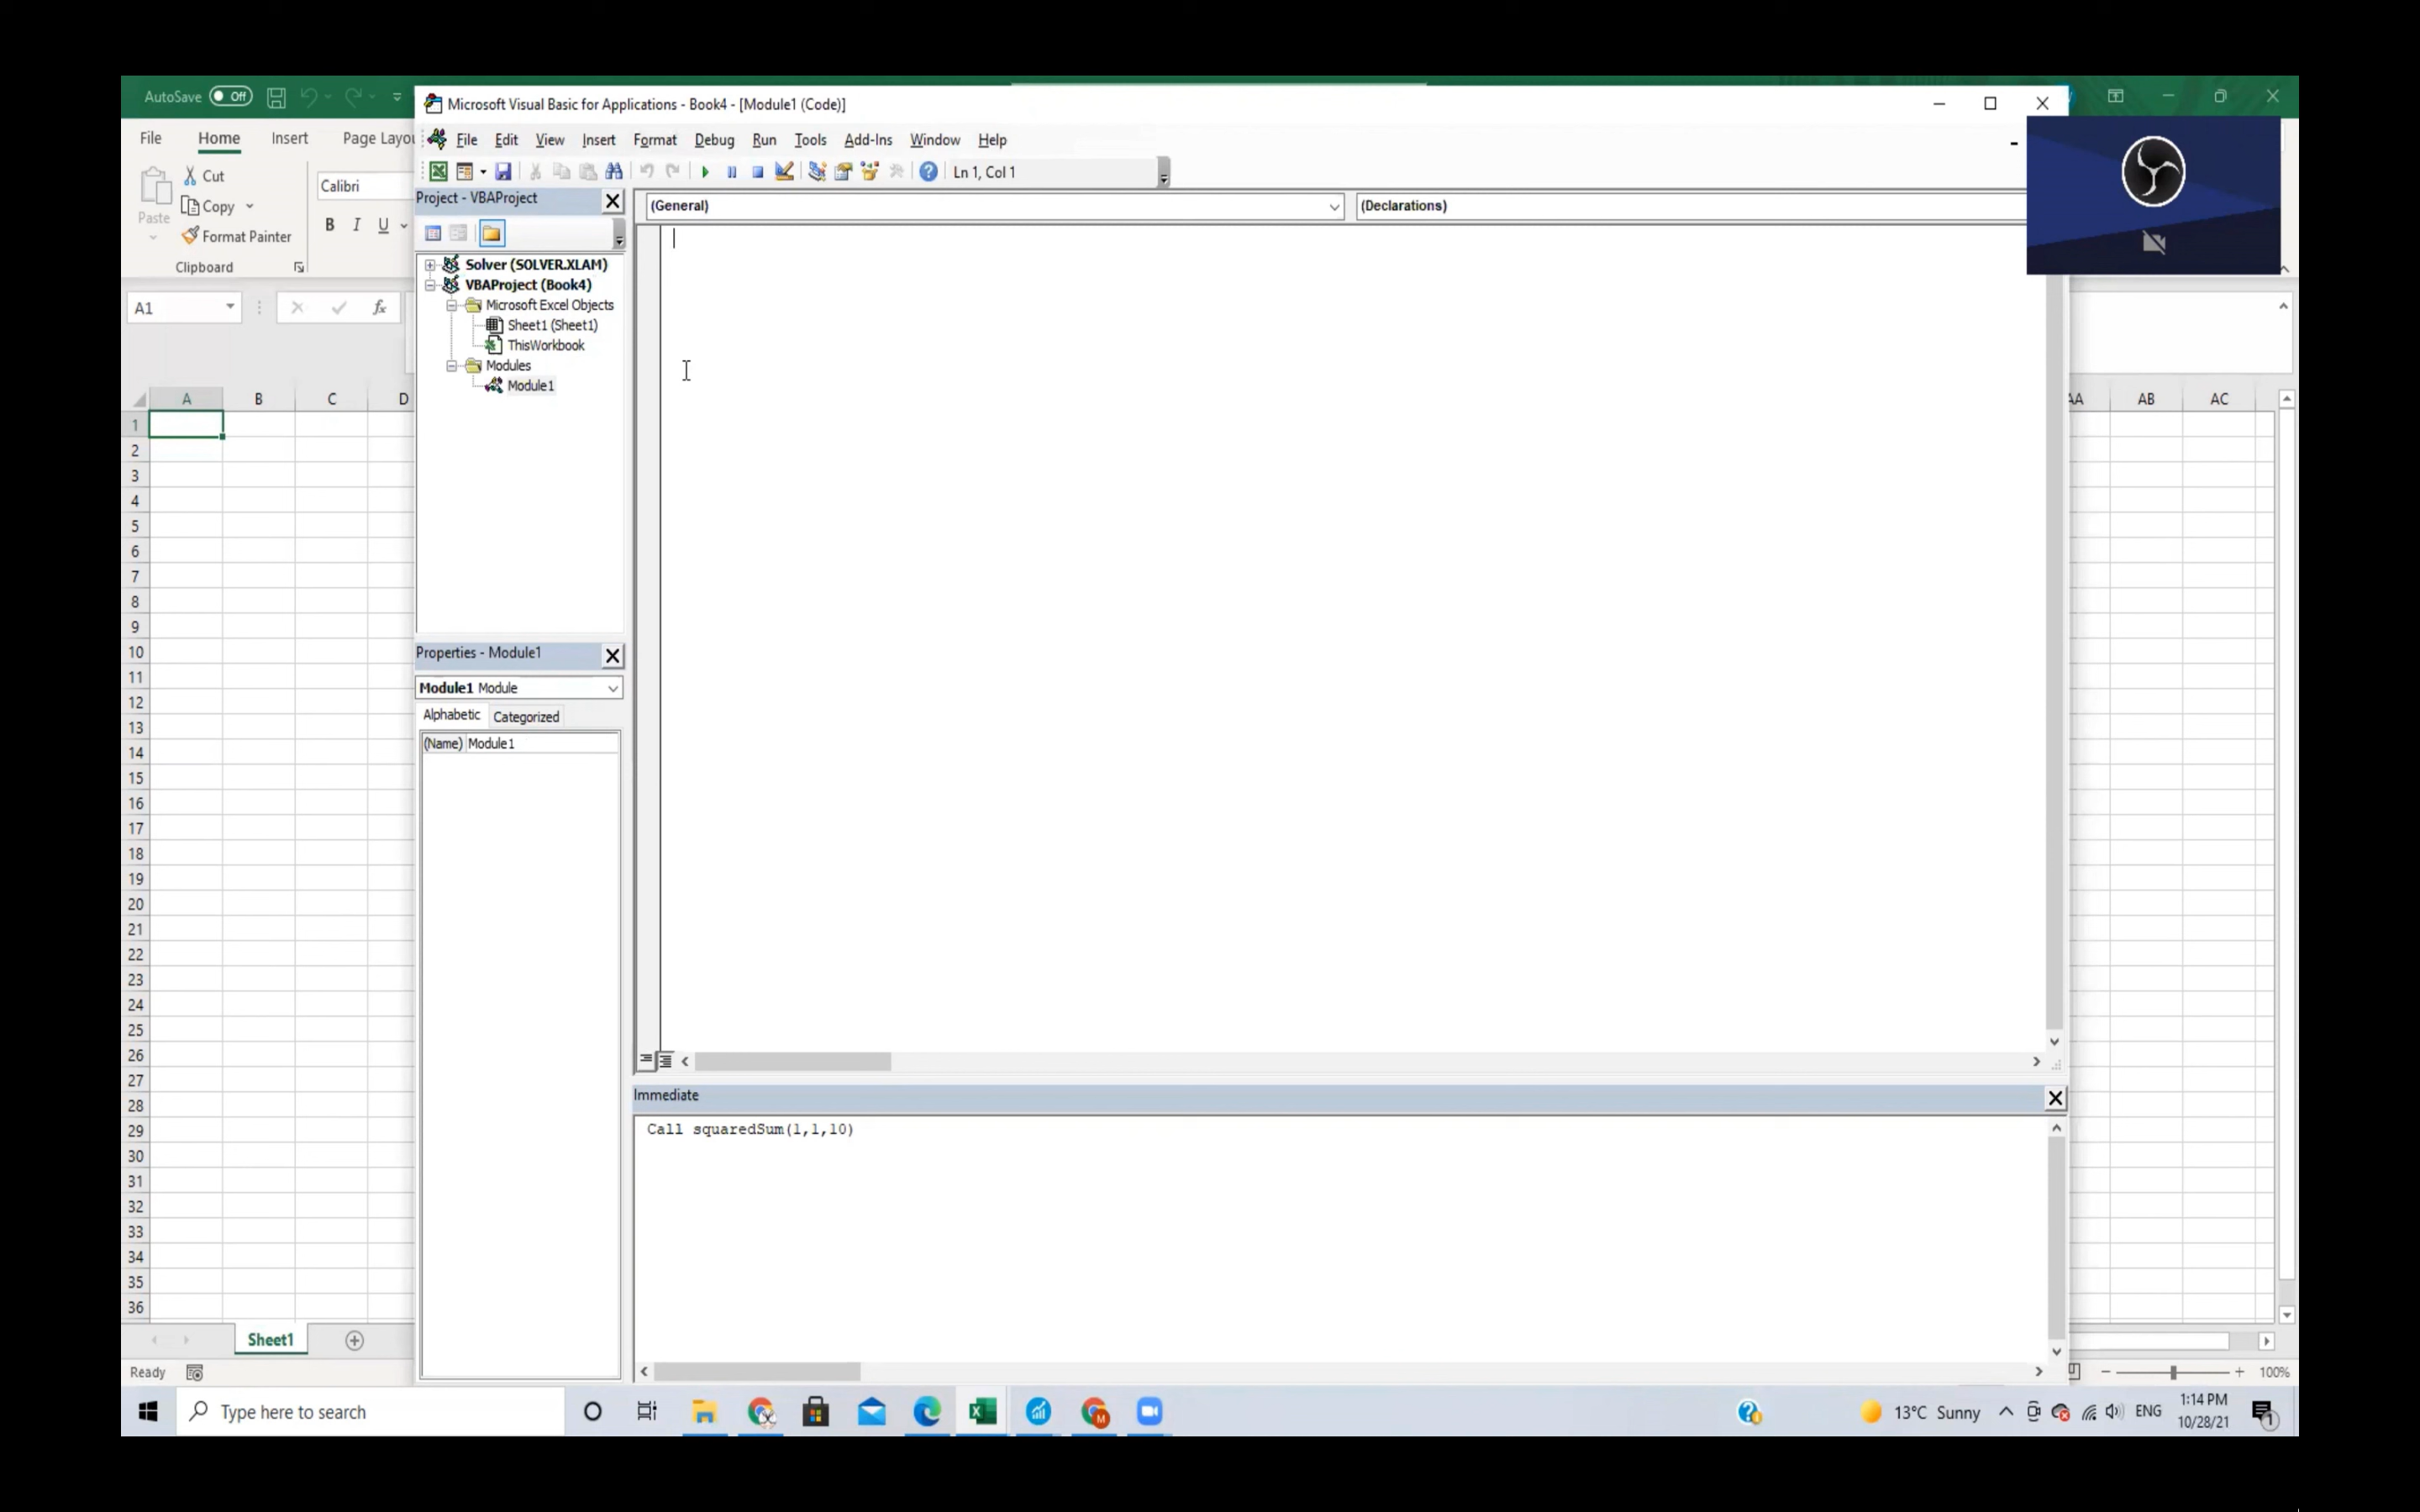 AutoSave Off
Microsoft Visual Basic for Applications - Book4 - [Module1 (Code)]
File Home Insert Page Layou
File Edit View Insert Format Debug Run Tools Add-Ins Window Help
Cut
Copy
Paste
Format Painter
Clipboard
Calibri
B I U
Ln 1, Col 1
Project - VBAProject
(General)
(Declarations)
Solver (SOLVER.XLAM)
VBAProject (Book4)
Microsoft Excel Objects
Sheet1 (Sheet1)
ThisWorkbook
Modules
Module1
A1
fx
A B C D
AA AB AC
1
2
3
4
5
6
7
8
9
10
11
12
13
14
15
16
17
18
19
20
21
22
23
24
25
26
27
28
29
30
31
32
33
34
35
36
Properties - Module1
Module1 Module
Alphabetic Categorized
(Name) Module1
Immediate
Call squaredSum(1,1,10)
Sheet1
Ready
100%
Type here to search
13°C Sunny
ENG
1:14 PM
10/28/21
1